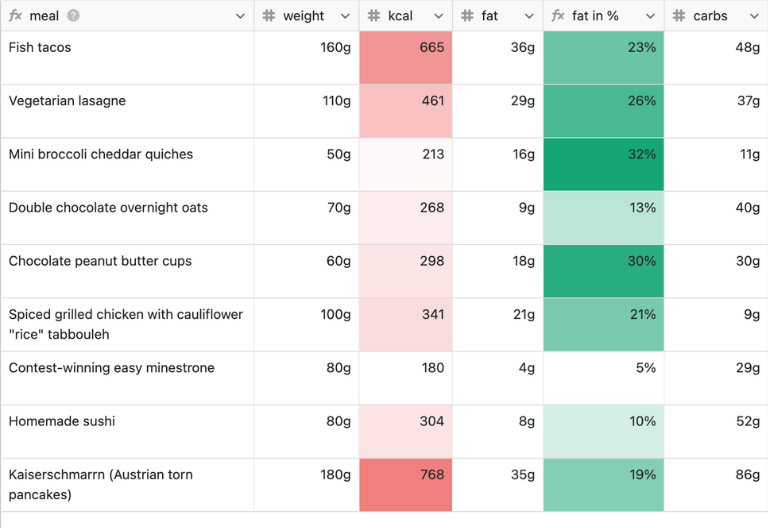 fx meal ? # weight # kcal # fat fx fat in % # carbs
Fish tacos 160g 665 36g 23% 48g
Vegetarian lasagne 110g 461 29g 26% 37g
Mini broccoli cheddar quiches 50g 213 16g 32% 11g
Double chocolate overnight oats 70g 268 9g 13% 40g
Chocolate peanut butter cups 60g 298 18g 30% 30g
Spiced grilled chicken with cauliflower 100g 341 21g 21% 9g
"rice" tabbouleh
Contest-winning easy minestrone 80g 180 4g 5% 29g
Homemade sushi 80g 304 8g 10% 52g
Kaiserschmarrn (Austrian torn 180g 768 35g 19% 86g
pancakes)